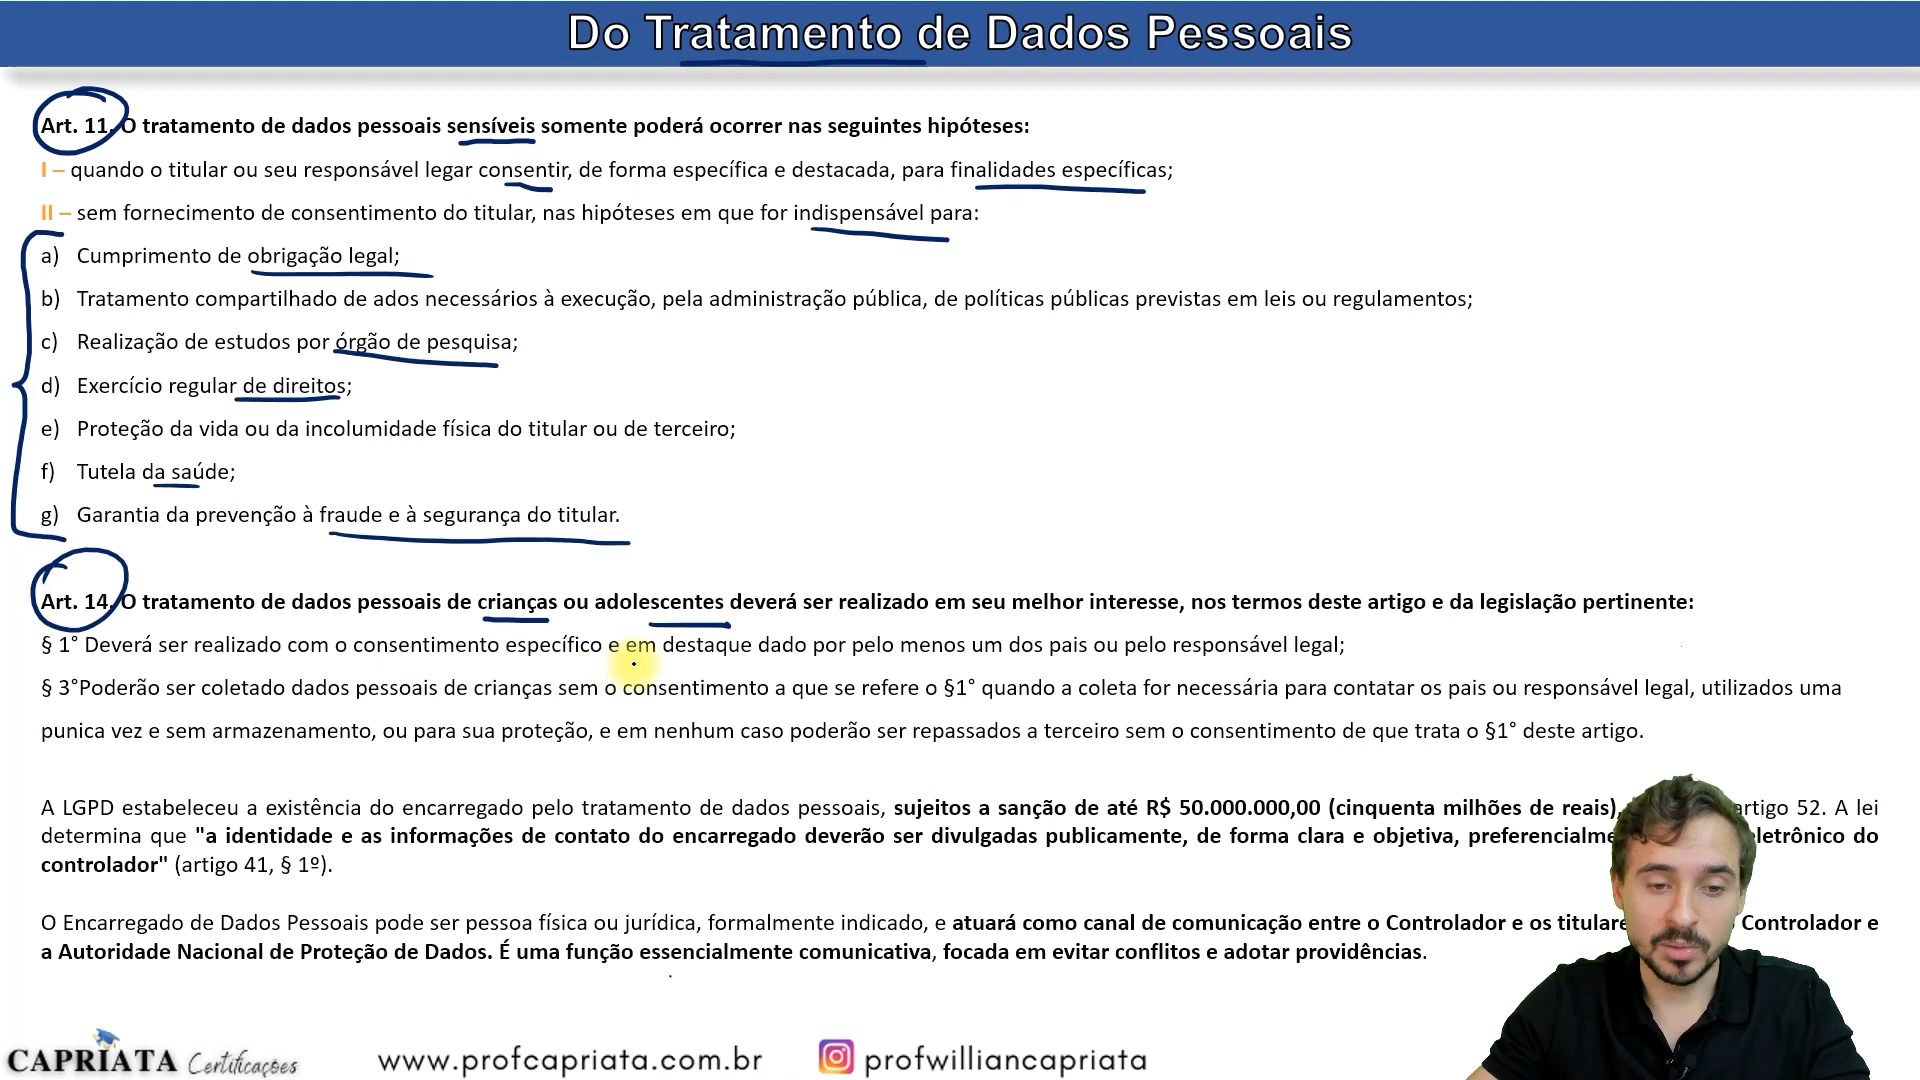 Do Tratamento de Dados Pessoais
Art. 11. O tratamento de dados pessoais sensíveis somente poderá ocorrer nas seguintes hipóteses:
I – quando o titular ou seu responsável legar consentir, de forma específica e destacada, para finalidades específicas;
II – sem fornecimento de consentimento do titular, nas hipóteses em que for indispensável para:
a) Cumprimento de obrigação legal;
b) Tratamento compartilhado de ados necessários à execução, pela administração pública, de políticas públicas previstas em leis ou regulamentos;
c) Realização de estudos por órgão de pesquisa;
d) Exercício regular de direitos;
e) Proteção da vida ou da incolumidade física do titular ou de terceiro;
f) Tutela da saúde;
g) Garantia da prevenção à fraude e à segurança do titular.
Art. 14. O tratamento de dados pessoais de crianças ou adolescentes deverá ser realizado em seu melhor interesse, nos termos deste artigo e da legislação pertinente:
§ 1° Deverá ser realizado com o consentimento específico e em destaque dado por pelo menos um dos pais ou pelo responsável legal;
§ 3°Poderão ser coletado dados pessoais de crianças sem o consentimento a que se refere o §1° quando a coleta for necessária para contatar os pais ou responsável legal, utilizados uma
punica vez e sem armazenamento, ou para sua proteção, e em nenhum caso poderão ser repassados a terceiro sem o consentimento de que trata o §1° deste artigo.
A LGPD estabeleceu a existência do encarregado pelo tratamento de dados pessoais, sujeitos a sanção de até R$ 50.000.000,00 (cinquenta milhões de reais), artigo 52. A lei
determina que "a identidade e as informações de contato do encarregado deverão ser divulgadas publicamente, de forma clara e objetiva, do
controlador" (artigo 41, § 1º).
O Encarregado de Dados Pessoais pode ser pessoa física ou jurídica, formalmente indicado, e atuará como canal de comunicação entre o Controlador e os Controlador e
a Autoridade Nacional de Proteção de Dados. É uma função essencialmente comunicativa, focada em evitar conflitos e adotar providências.
CAPRIATA Certificações www.profcapriata.com.br profwilliancapriata